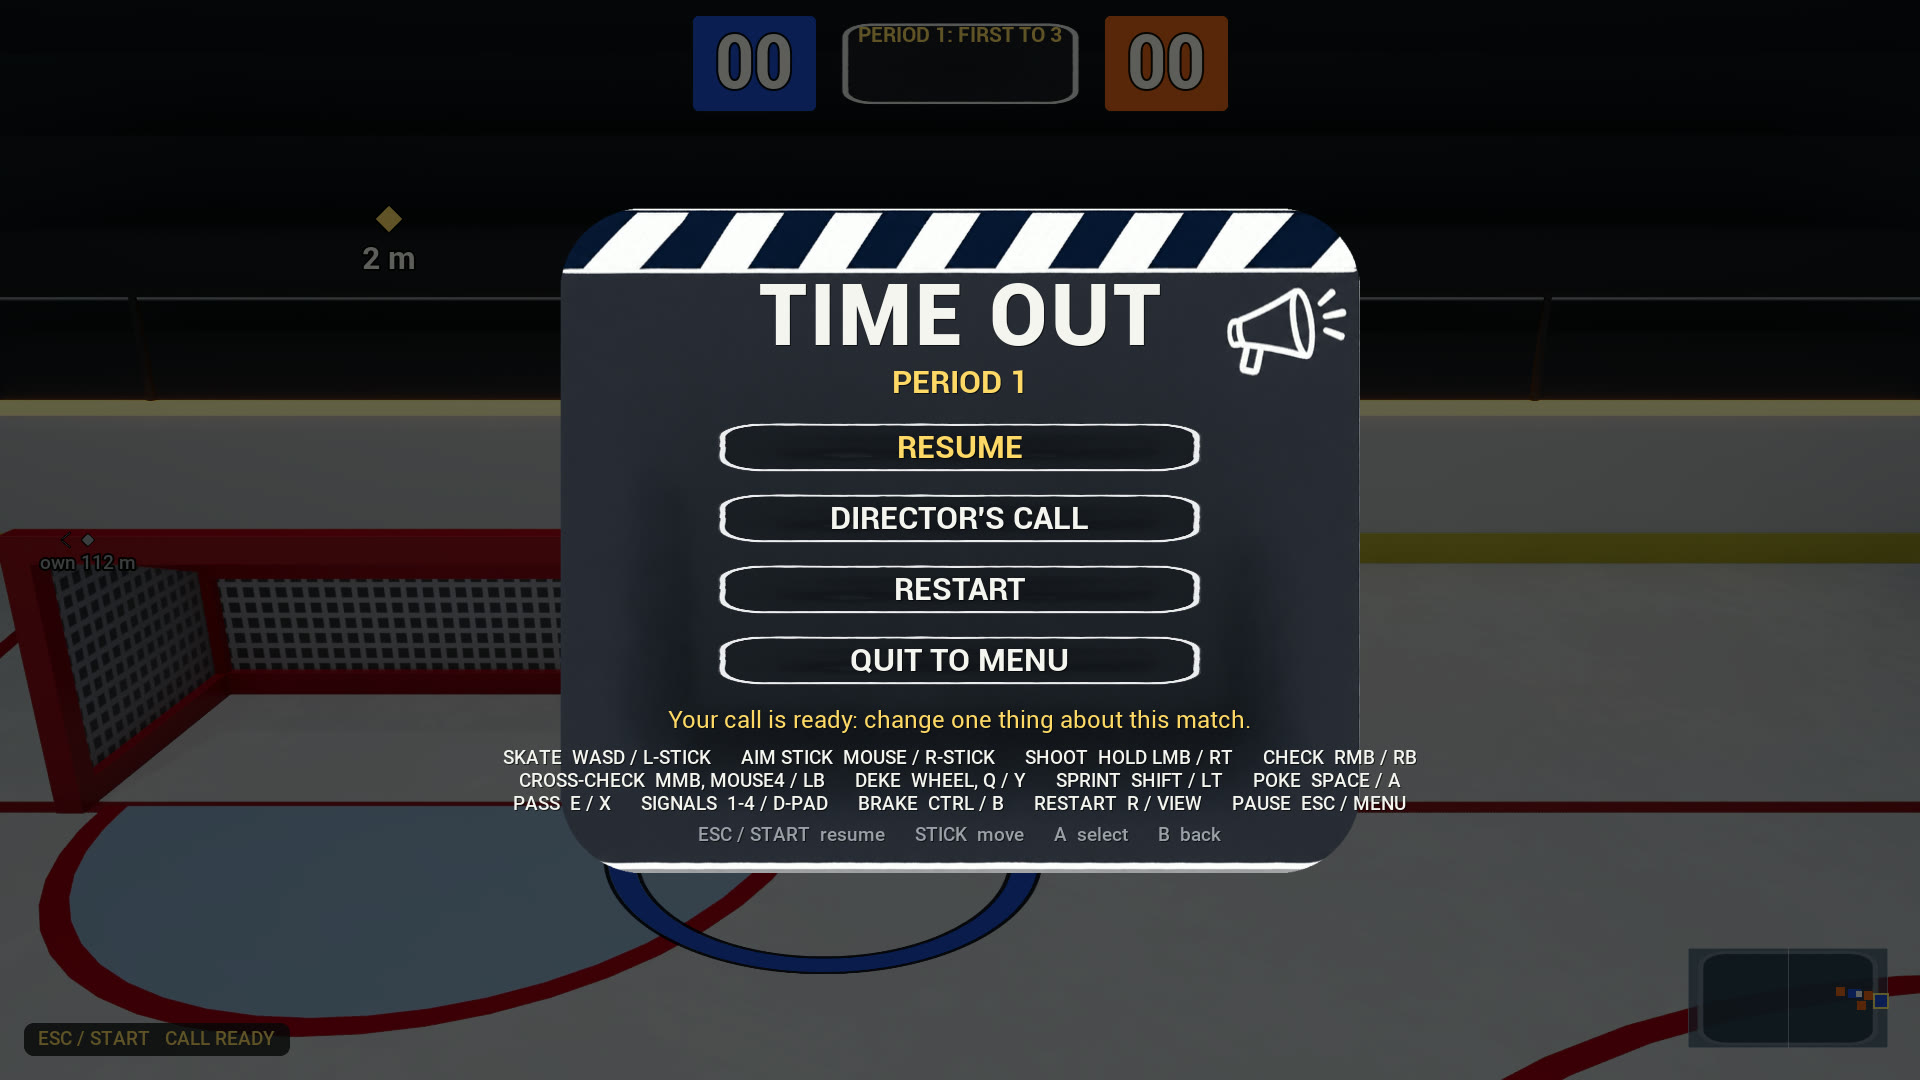 00 PERIOD 1: FIRST TO 3 00
2 m
TIME OUT
PERIOD 1
RESUME
DIRECTOR'S CALL
own 112 m
RESTART
QUIT TO MENU
Your call is ready: change one thing about this match.
SKATE WASD / L-STICK AIM STICK MOUSE / R-STICK SHOOT HOLD LMB / RT CHECK RMB / RB
CROSS-CHECK MMB, MOUSE4 / LB DEKE WHEEL, Q / Y SPRINT SHIFT / LT POKE SPACE / A
PASS E / X SIGNALS 1-4 / D-PAD BRAKE CTRL / B RESTART R / VIEW PAUSE ESC / MENU
ESC / START resume STICK move A select B back
ESC / START CALL READY